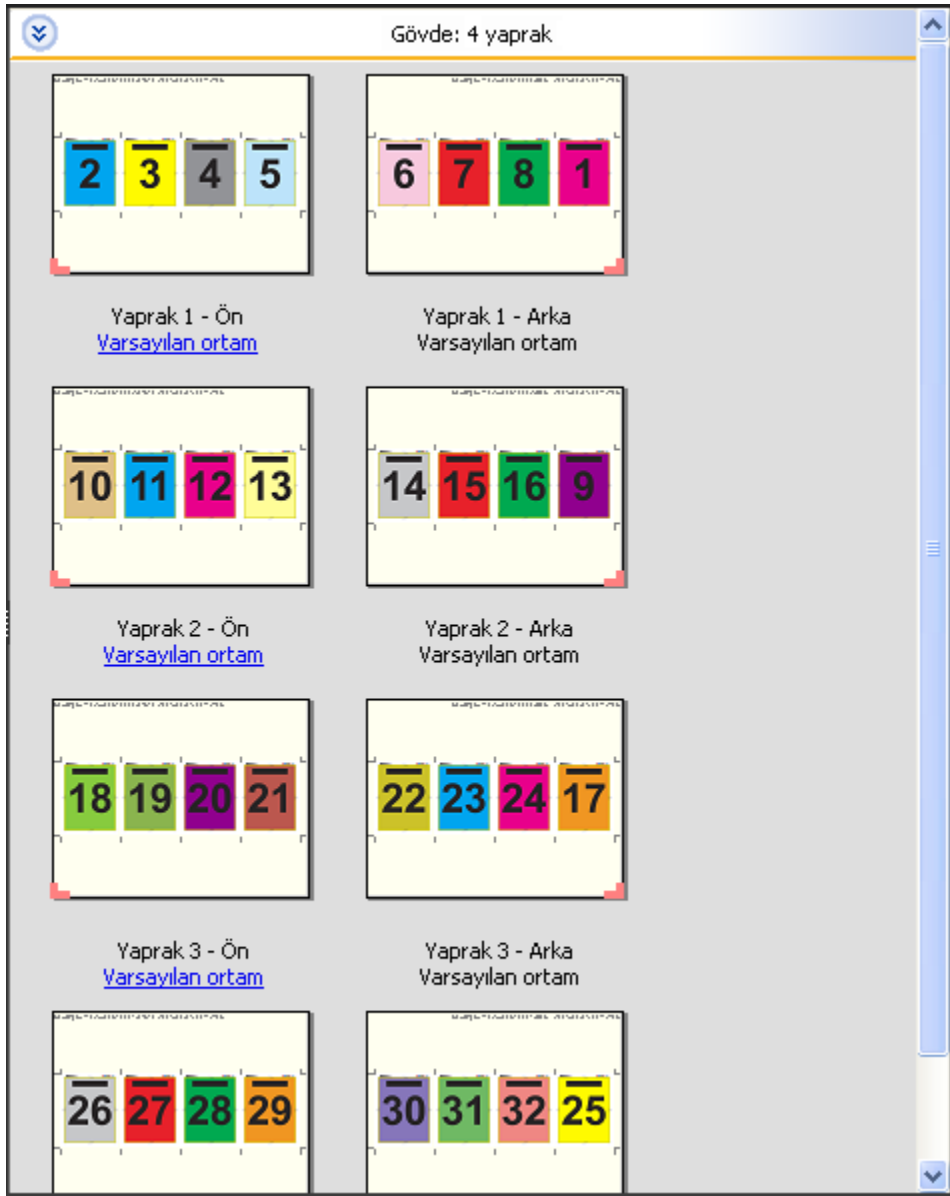 Gövde: 4 yaprak
2 3 4 5
6 7 8 1
Yaprak 1 - Ön
Varsayılan ortam
Yaprak 1 - Arka
Varsayılan ortam
10 11 12 13
14 15 16 9
Yaprak 2 - Ön
Varsayılan ortam
Yaprak 2 - Arka
Varsayılan ortam
18 19 20 21
22 23 24 17
Yaprak 3 - Ön
Varsayılan ortam
Yaprak 3 - Arka
Varsayılan ortam
26 27 28 29
30 31 32 25